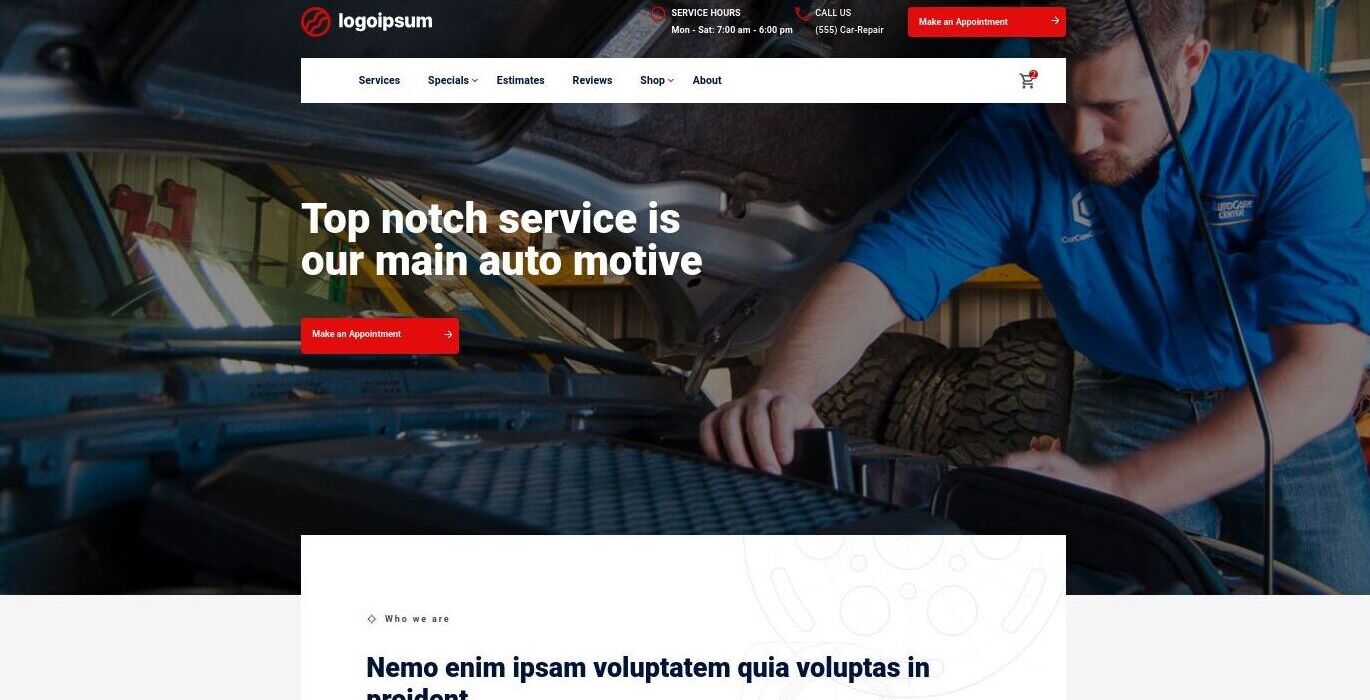 logoipsum
SERVICE HOURS
Mon - Sat: 7:00 am - 6:00 pm
CALL US
(555) Car-Repair
Make an Appointment
Services
Specials
Estimates
Reviews
Shop
About
2
Top notch service is
our main auto motive
Make an Appointment
Who we are
Nemo enim ipsam voluptatem quia voluptas in
proident